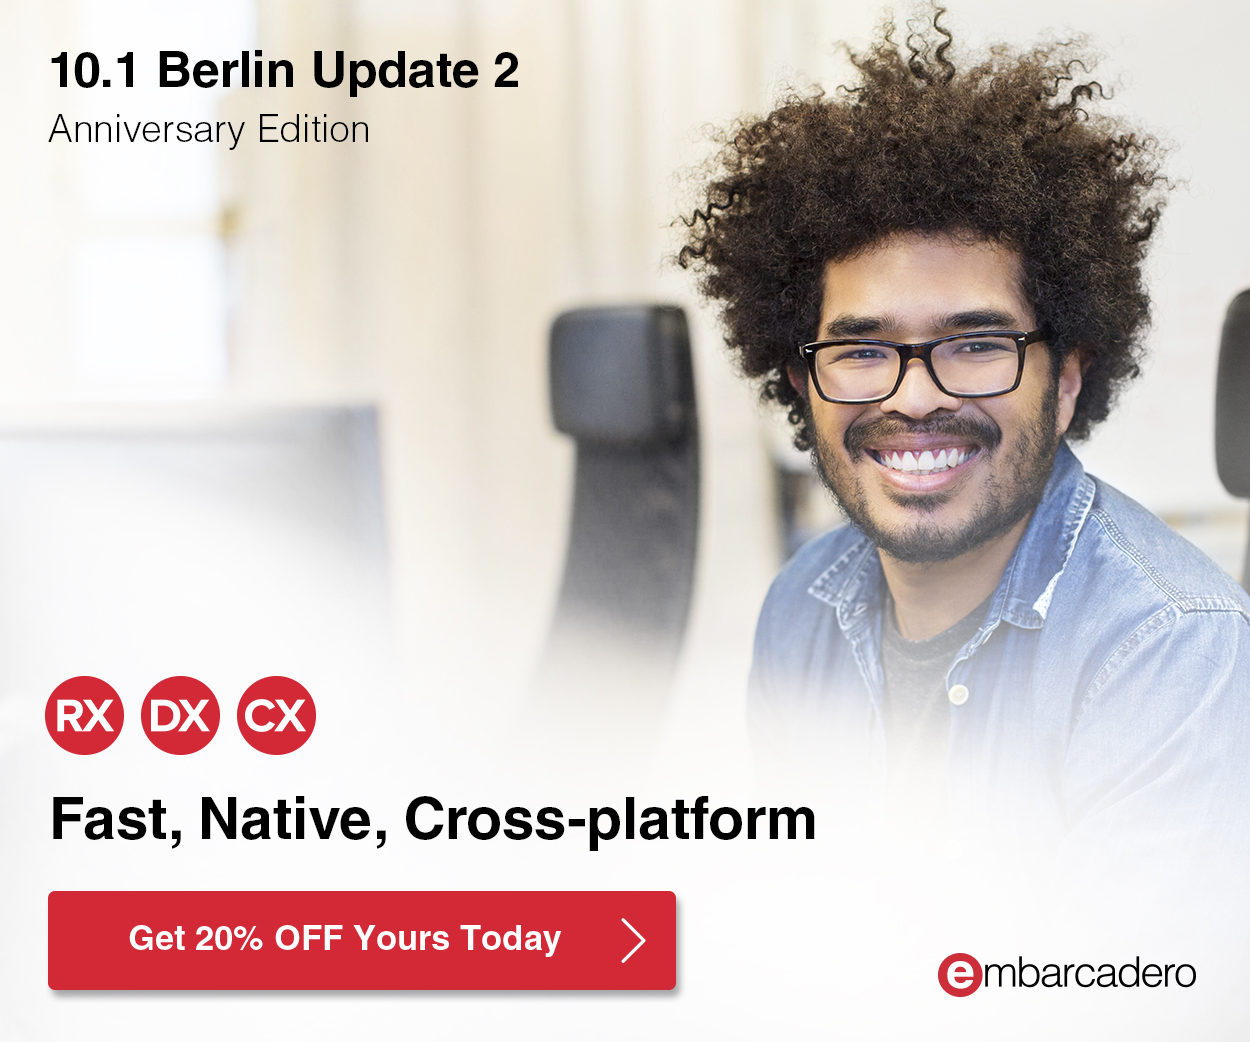 10.1 Berlin Update 2
Anniversary Edition
RX DX CX
Fast, Native, Cross-platform
Get 20% OFF Yours Today
embarcadero